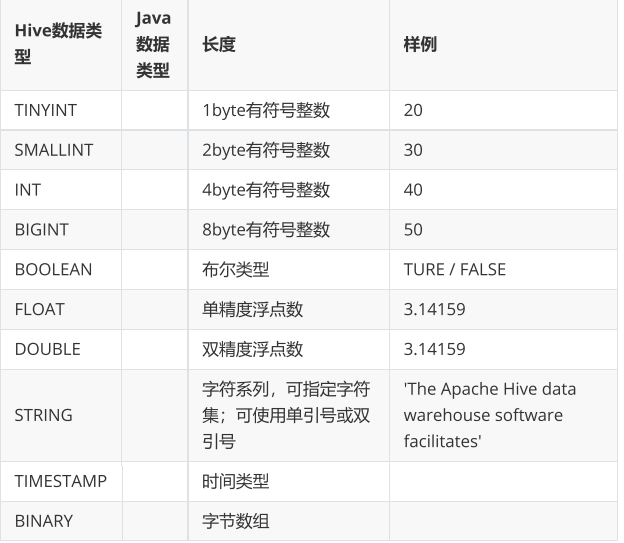 Hive数据类型 Java数据类型 长度 样例
TINYINT 1byte有符号整数 20
SMALLINT 2byte有符号整数 30
INT 4byte有符号整数 40
BIGINT 8byte有符号整数 50
BOOLEAN 布尔类型 TURE / FALSE
FLOAT 单精度浮点数 3.14159
DOUBLE 双精度浮点数 3.14159
STRING
字符系列，可指定字符
集；可使用单引号或双
引号
'The Apache Hive data
warehouse software
facilitates'
TIMESTAMP 时间类型
BINARY 字节数组